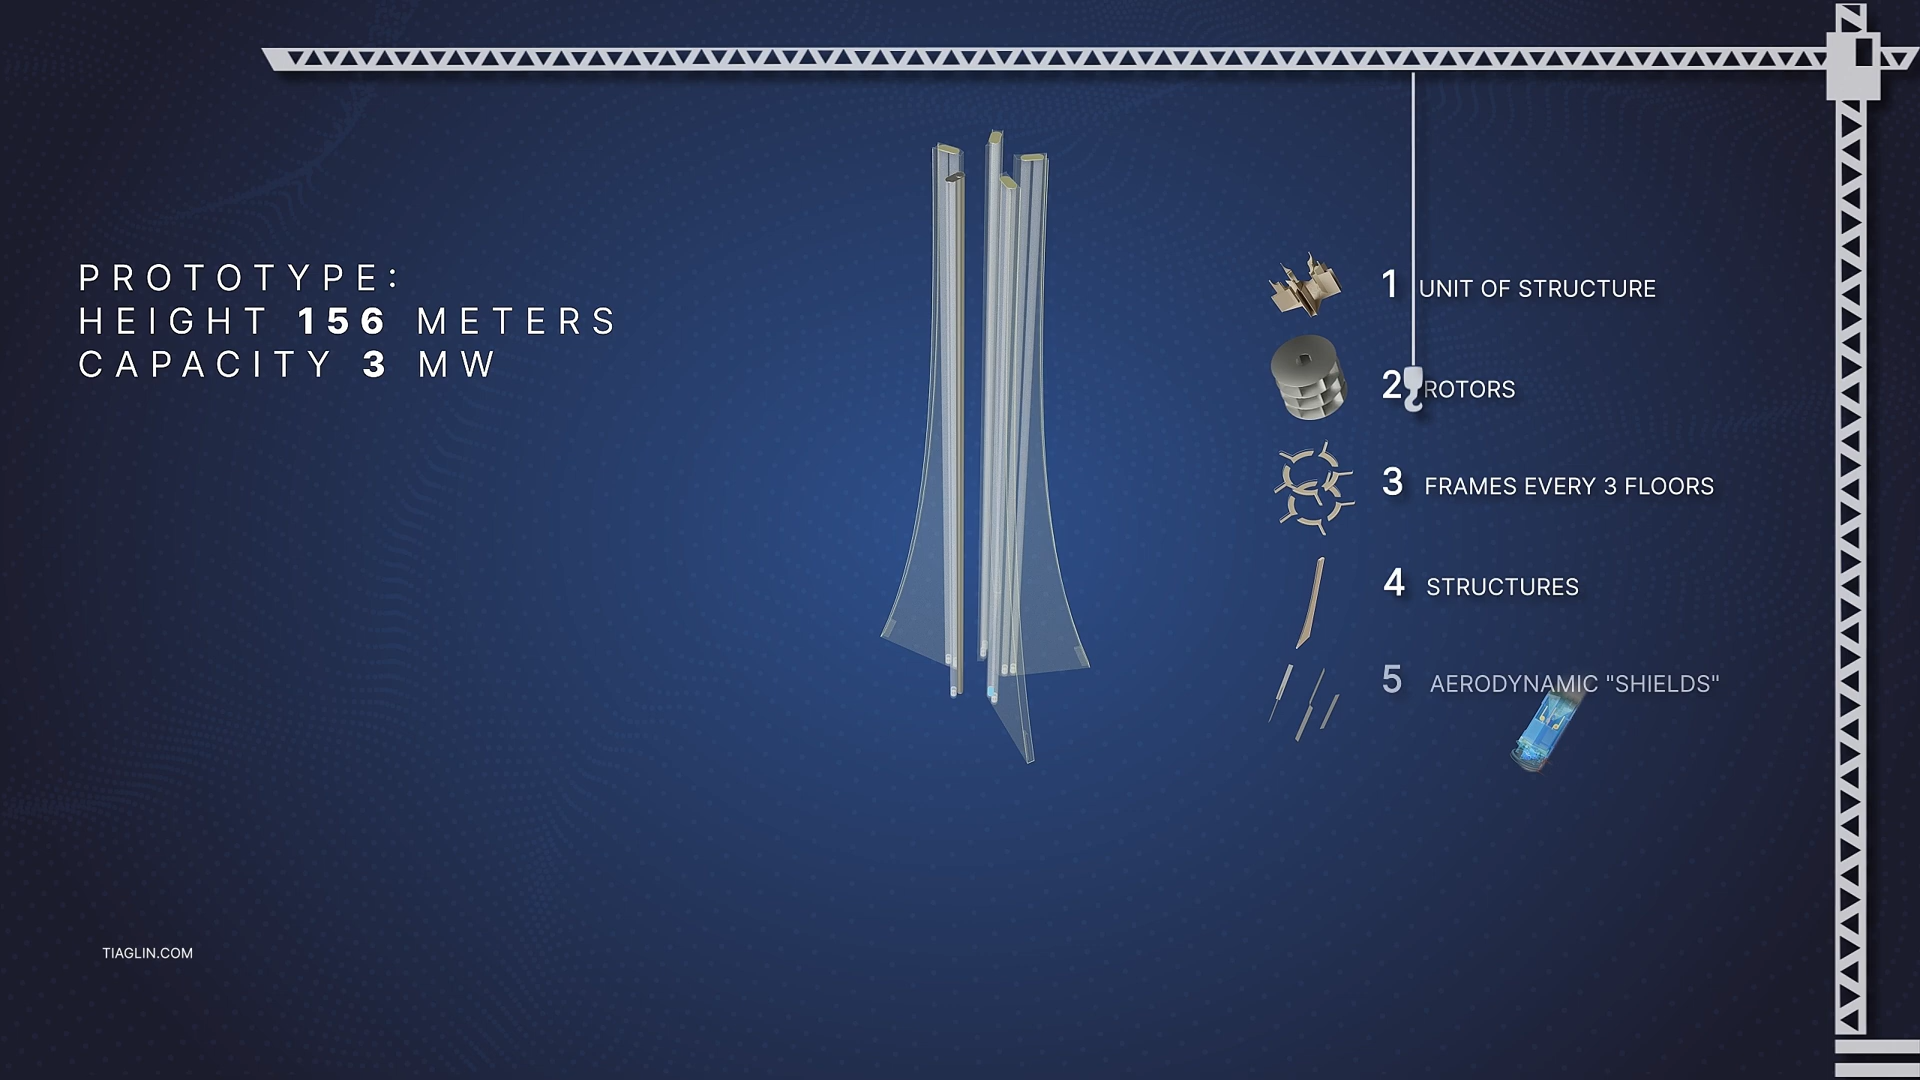 PROTOTYPE:
HEIGHT 156 METERS
CAPACITY 3 MW
1 UNIT OF STRUCTURE
2 ROTORS
3 FRAMES EVERY 3 FLOORS
4 STRUCTURES
5 AERODYNAMIC "SHIELDS"
TIAGLIN.COM